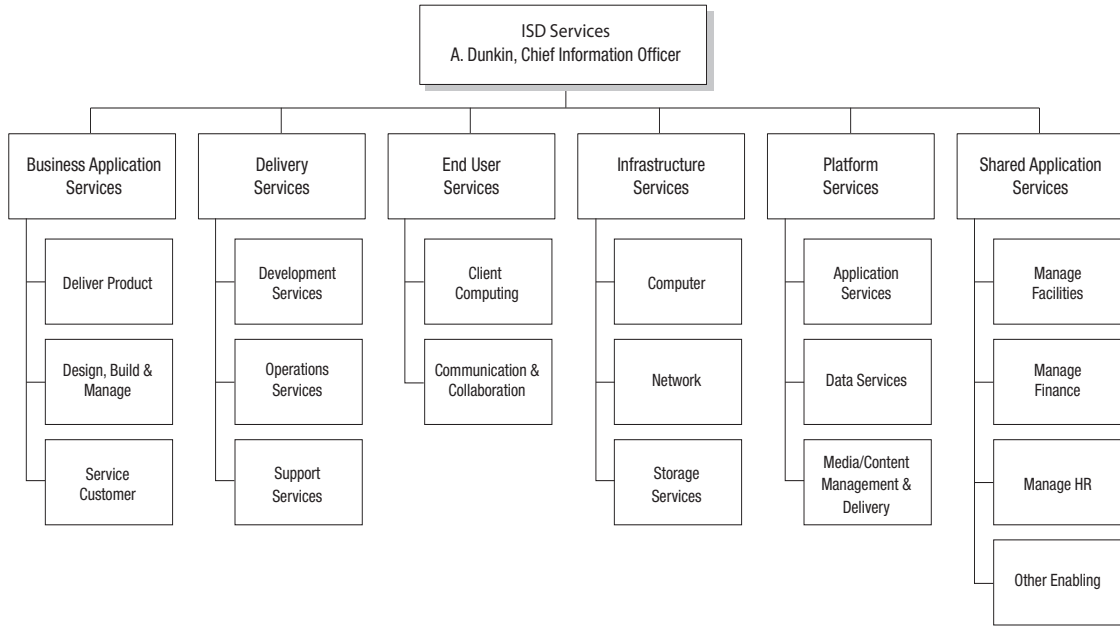 ISD Services
A. Dunkin, Chief Information Officer
Business Application
Services
Deliver Product
Design, Build &
Manage
Service
Customer
Delivery
Services
Development
Services
Operations
Services
Support
Services
End User
Services
Client
Computing
Communication &
Collaboration
Infrastructure
Services
Computer
Network
Storage
Services
Platform
Services
Application
Services
Data Services
Media/Content
Management &
Delivery
Shared Application
Services
Manage
Facilities
Manage
Finance
Manage HR
Other Enabling